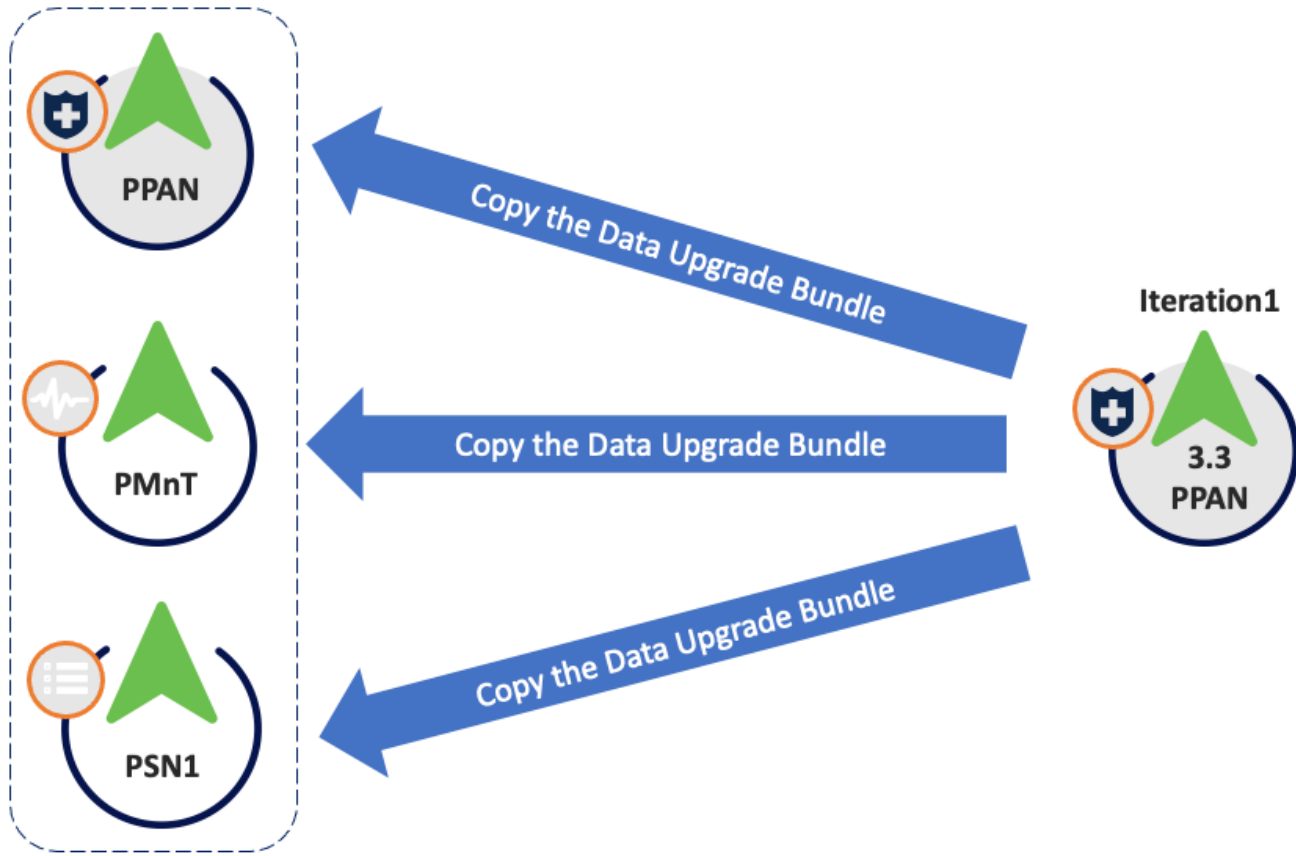 PPAN
Copy the Data Upgrade Bundle
Iteration1
3.3
PPAN
PMnT
Copy the Data Upgrade Bundle
PSN1
Copy the Data Upgrade Bundle